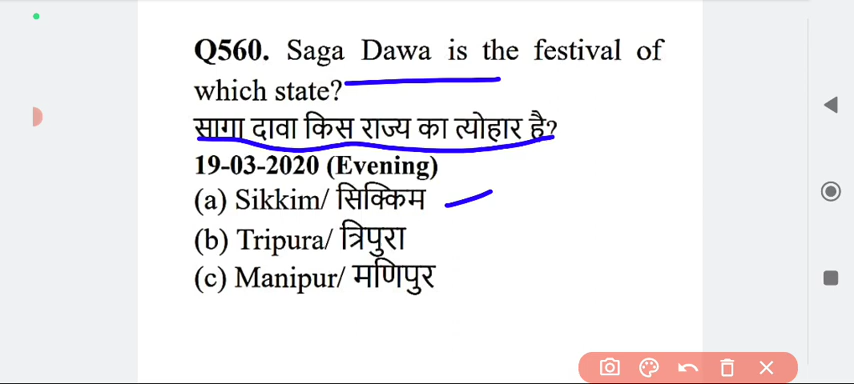 Q560. Saga Dawa is the festival of
which state?
सागा दावा किस राज्य का त्योहार है?
19-03-2020 (Evening)
(a) Sikkim/ सिक्किम
(b) Tripura/ त्रिपुरा
(c) Manipur/ मणिपुर